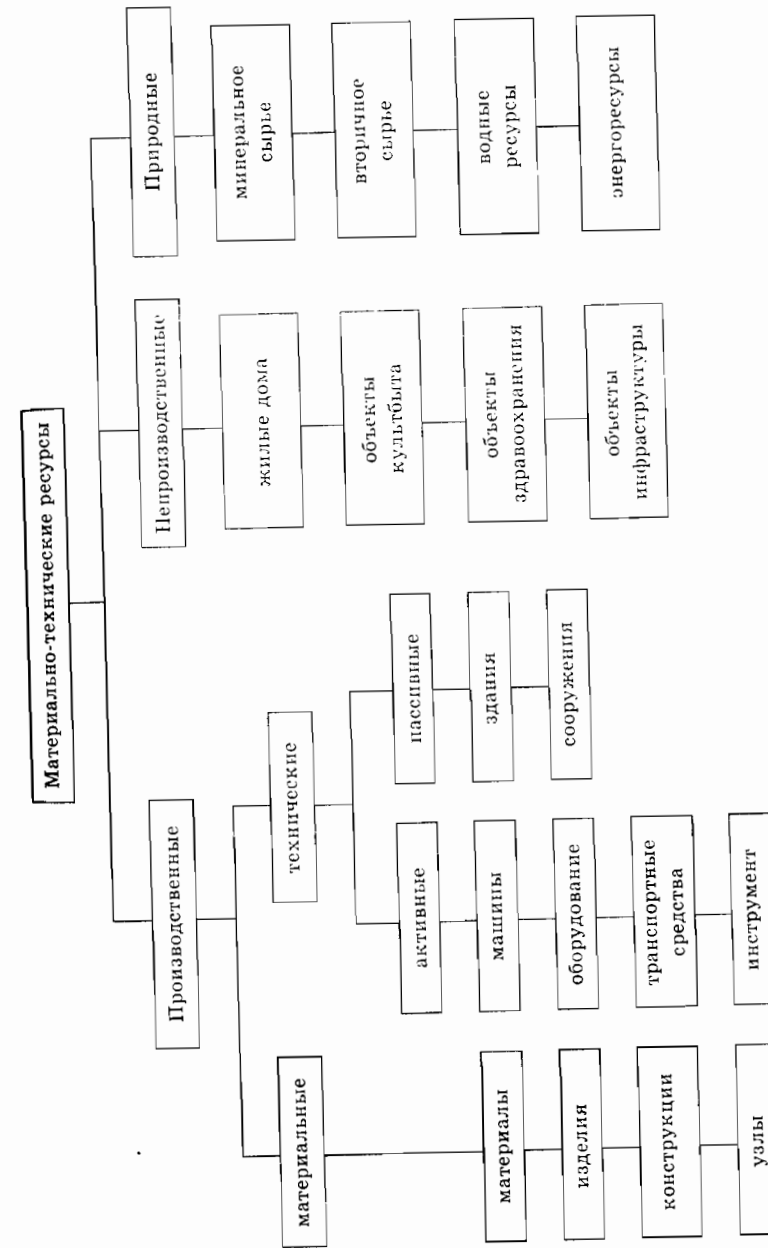 Материально-технические ресурсы
Производственные
Непроизводственные
Природные
материальные
технические
материалы
изделия
конструкции
узлы
активные
машины
оборудование
транспортные
средства
инструмент
пассивные
здания
сооружения
жилые дома
объекты
культбыта
объекты
здравоохранения
объекты
инфраструктуры
минеральное
сырье
вторичное
сырье
водные
ресурсы
энергоресурсы